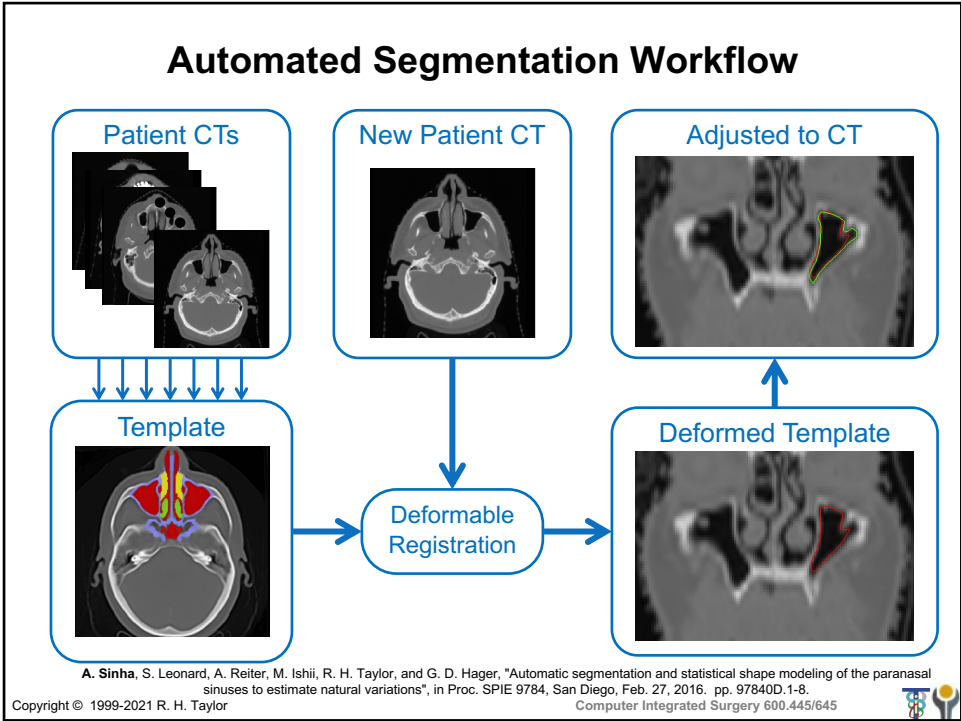 Automated Segmentation Workflow
Patient CTs
New Patient CT
Adjusted to CT
Template
Deformable
Registration
Deformed Template
A. Sinha, S. Leonard, A. Reiter, M. Ishii, R. H. Taylor, and G. D. Hager, "Automatic segmentation and statistical shape modeling of the paranasal
sinuses to estimate natural variations", in Proc. SPIE 9784, San Diego, Feb. 27, 2016. pp. 97840D.1-8.
Copyright © 1999-2021 R. H. Taylor
Computer Integrated Surgery 600.445/645